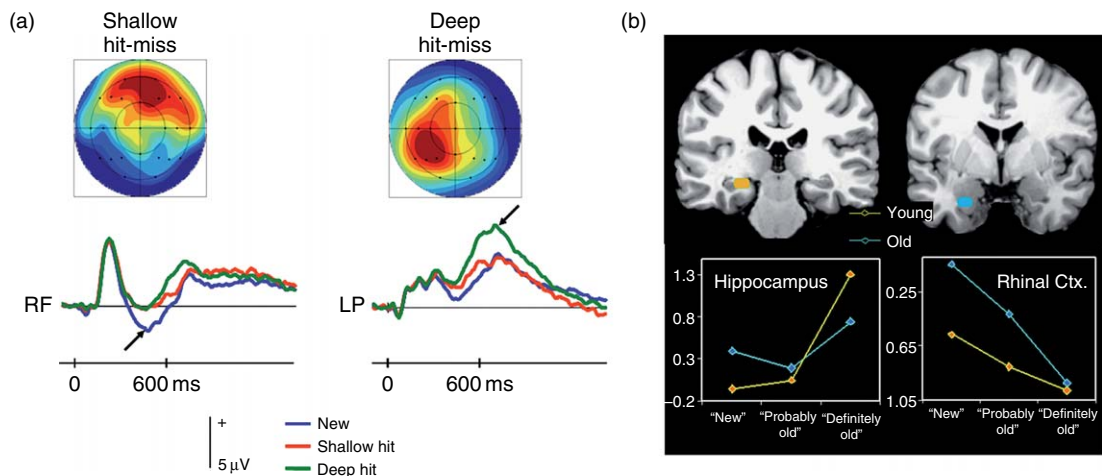 (a)
Shallow
hit-miss
Deep
hit-miss
RF
LP
0
600 ms
0
600 ms
+
5 µV
New
Shallow hit
Deep hit
(b)
Young
Old
Hippocampus
1.3
0.8
0.3
–0.2
“New”
“Probably
old”
“Definitely
old”
Rhinal Ctx.
0.25
0.65
1.05
“New”
“Probably
old”
“Definitely
old”